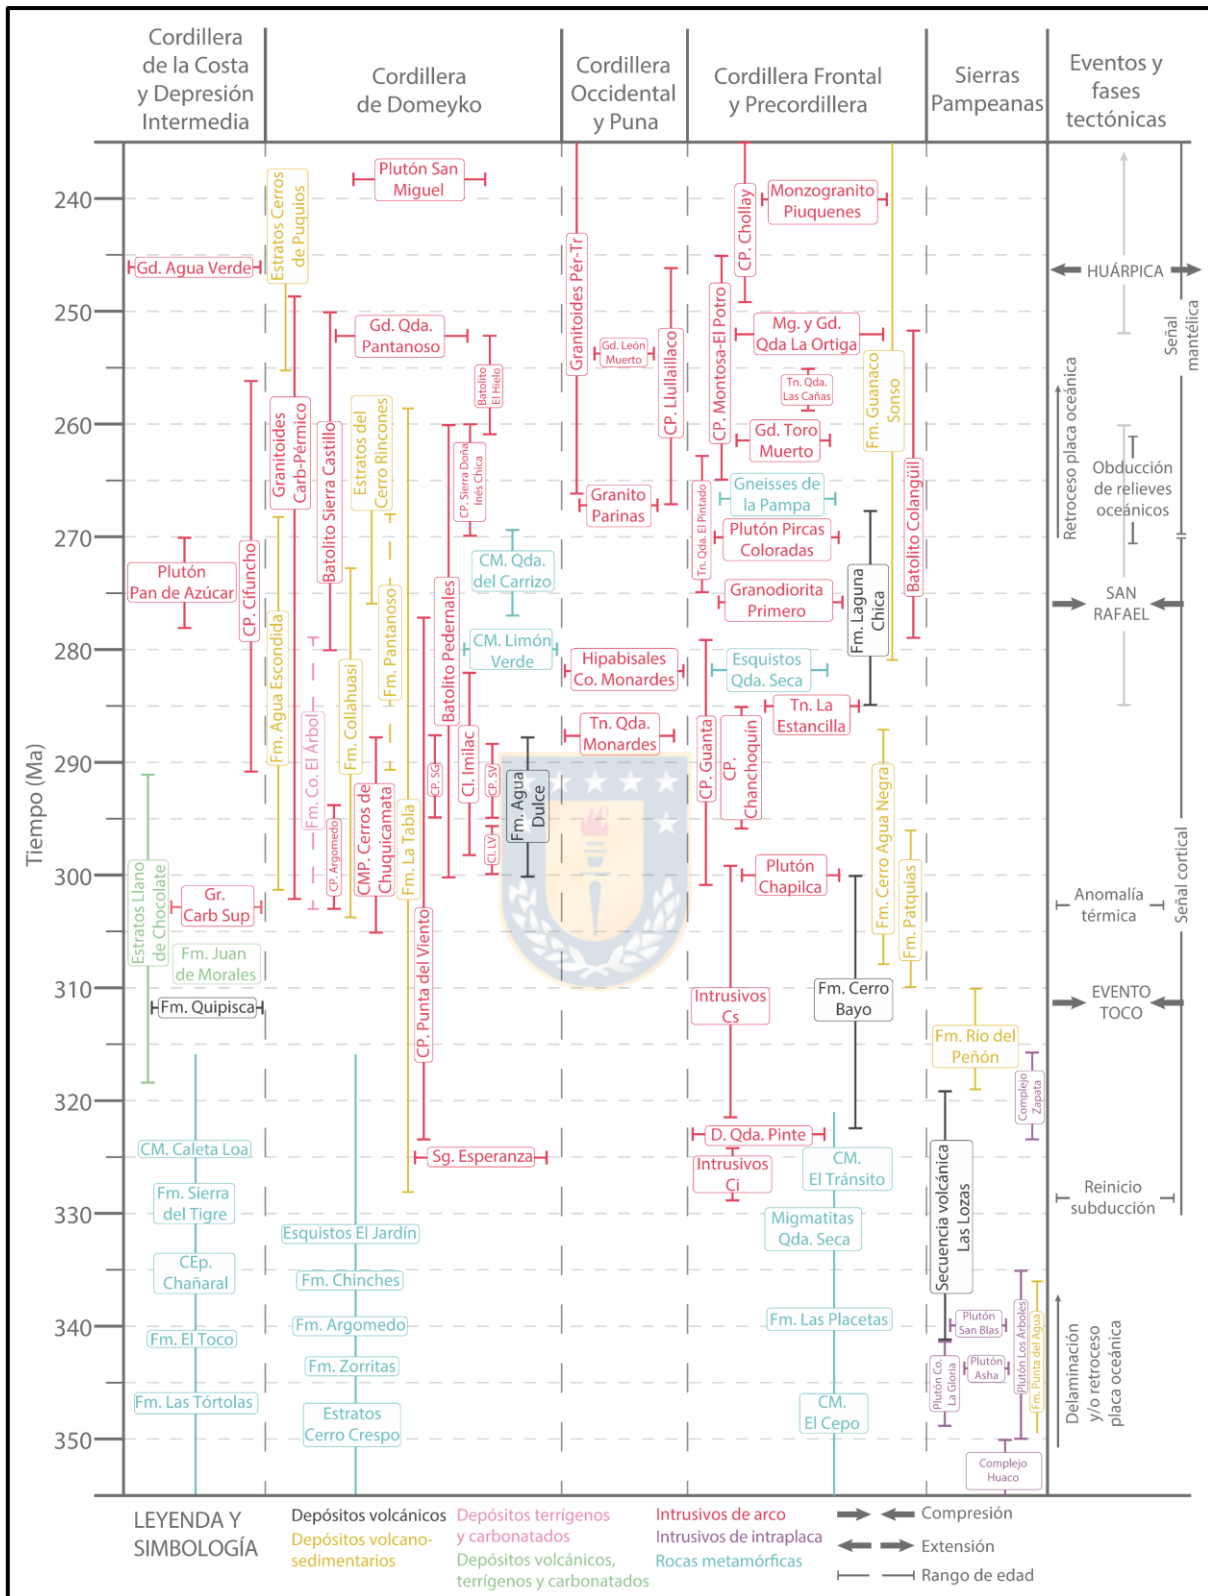 Cordillera
de la Costa
y Depresión
Intermedia
Cordillera
de Domeyko
Cordillera
Occidental
y Puna
Cordillera Frontal
y Precordillera
Sierras
Pampeanas
Eventos y
fases
tectónicas
Tiempo (Ma)
240
250
260
270
280
290
300
310
320
330
340
350
Gd. Agua Verde
Plutón
Pan de Azúcar
CP. Cifuncho
Estratos Llano
de Chocolate
Gr.
Carb Sup
Fm. Juan
de Morales
Fm. Quipisca
CM. Caleta Loa
Fm. Sierra
del Tigre
CEp.
Chañaral
Fm. El Toco
Fm. Las Tórtolas
Estratos Cerros
de Puquios
Plutón San
Miguel
Gd. Qda.
Pantanoso
Batolito
El Hielo
Granitoides
Carb-Pérmico
Batolito Sierra Castillo
Estratos del
Cerro Rincones
CP. Sierra Doña
Inés Chica
CM. Qda.
del Carrizo
CM. Limón
Verde
Fm. Agua Escondida
Fm. Co. El Árbol
Fm. Collahuasi
Fm. Pantanoso
Batolito Pedernales
CP. Argomedo
CMP. Cerros de
Chuquicamata
Fm. La Tabla
CP. Punta del Viento
CP. SG
Cl. Imilac
CP. SV
Cl. LV
Fm. Agua
Dulce
Sg. Esperanza
Esquistos El Jardín
Fm. Chinches
Fm. Argomedo
Fm. Zorritas
Estratos
Cerro Crespo
Granitoides Pér-Tr
Gd. León
Muerto
CP. Llullaillaco
Granito
Parinas
Hipabisales
Co. Monardes
Tn. Qda.
Monardes
CP. Chollay
Monzogranito
Piuquenes
CP. Montosa-El Potro
Mg. y Gd.
Qda La Ortiga
Tn. Qda.
Las Cañas
Gd. Toro
Muerto
Fm. Guanaco
Sonso
Tn. Qda. El Pintado
Gneisses de
la Pampa
Plutón Pircas
Coloradas
Granodiorita
Primero
Batolito Colangüil
Fm. Laguna
Chica
Esquistos
Qda. Seca
Tn. La
Estancilla
CP. Guanta
CP.
Chanchoquín
Fm. Cerro Agua Negra
Fm. Patquias
Plutón
Chapilca
Intrusivos
Cs
Fm. Cerro
Bayo
D. Qda. Pinte
Intrusivos
Ci
CM.
El Tránsito
Migmatitas
Qda. Seca
Fm. Las Placetas
CM.
El Cepo
Fm. Río del
Peñón
Complejo
Zapata
Secuencia volcánica
Las Lozas
Plutón
San Blas
Plutón Co.
La Gloria
Plutón
Asha
Plutón Los Árboles
Fm. Punta del Agua
Complejo
Huaco
HUÁRPICA
Señal
mantélica
Retroceso placa oceánica
Obducción
de relieves
oceánicos
SAN
RAFAEL
Anomalía
térmica
Señal cortical
EVENTO
TOCO
Reinicio
subducción
Delaminación
y/o retroceso
placa oceánica
LEYENDA Y
SIMBOLOGÍA
Depósitos volcánicos
Depósitos volcano-
sedimentarios
Depósitos terrígenos
y carbonatados
Depósitos volcánicos,
terrígenos y carbonatados
Intrusivos de arco
Intrusivos de intraplaca
Rocas metamórficas
Compresión
Extensión
Rango de edad